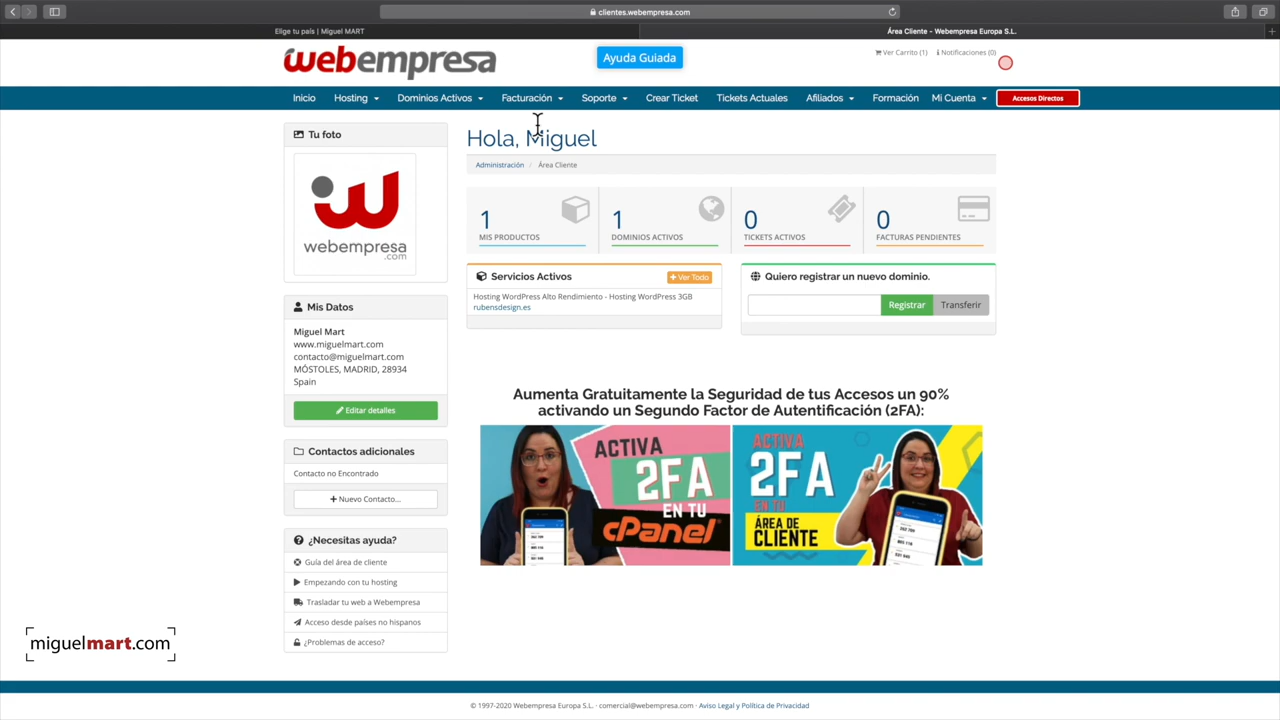 clientes.webempresa.com
Elige tu país | Miguel MART
Área Cliente – Webempresa Europa S.L.
webempresa
Ayuda Guiada
Ver Carrito (1)
Notificaciones (0)
Inicio
Hosting
Dominios Activos
Facturación
Soporte
Crear Ticket
Tickets Actuales
Afiliados
Formación
Mi Cuenta
Accesos Directos
Tu foto
webempresa
.com
Mis Datos
Miguel Mart
www.miguelmart.com
contacto@miguelmart.com
MÓSTOLES, MADRID, 28934
Spain
Editar detalles
Contactos adicionales
Contacto no Encontrado
+ Nuevo Contacto...
¿Necesitas ayuda?
Guía del área de cliente
Empezando con tu hosting
Trasladar tu web a Webempresa
Acceso desde países no hispanos
¿Problemas de acceso?
Hola, Miguel
Administración / Área Cliente
1
MIS PRODUCTOS
1
DOMINIOS ACTIVOS
0
TICKETS ACTIVOS
0
FACTURAS PENDIENTES
Servicios Activos
+ Ver Todo
Hosting WordPress Alto Rendimiento - Hosting WordPress 3GB
rubensdesign.es
Quiero registrar un nuevo dominio.
Registrar
Transferir
Aumenta Gratuitamente la Seguridad de tus Accesos un 90%
activando un Segundo Factor de Autentificación (2FA):
ACTIVA
2FA
EN TU
cPanel
ACTIVA
2FA
EN TU
ÁREA DE
CLIENTE
miguelmart.com
© 1997-2020 Webempresa Europa S.L. · comercial@webempresa.com · Aviso Legal y Política de Privacidad